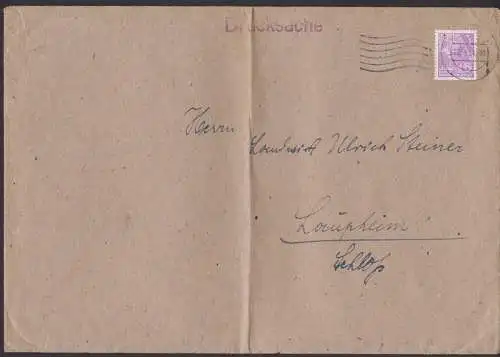 Drucksache
Herrn
Landwirt Ulrich Steiner
Laupheim
Schloß